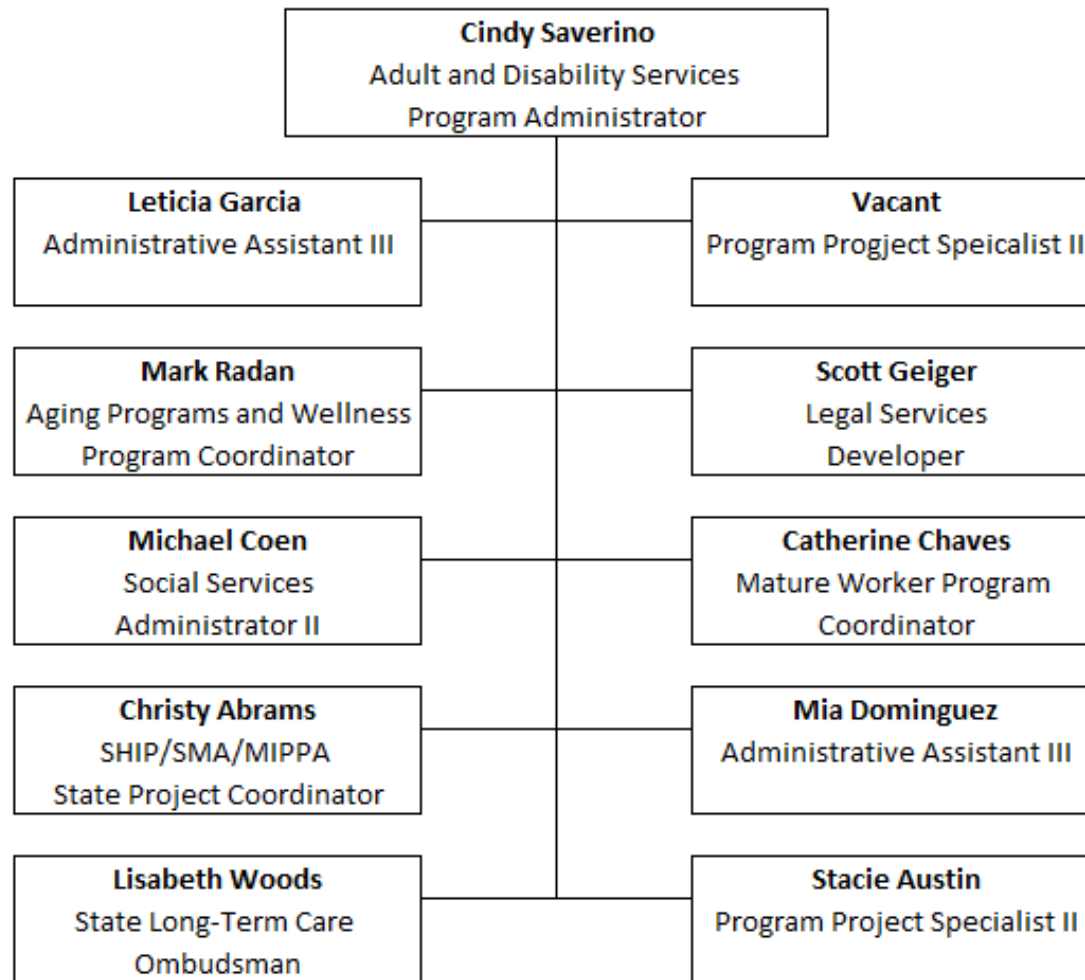 Cindy Saverino
Adult and Disability Services
Program Administrator
Leticia Garcia
Administrative Assistant III
Vacant
Program Progject Speicalist II
Mark Radan
Aging Programs and Wellness
Program Coordinator
Scott Geiger
Legal Services
Developer
Michael Coen
Social Services
Administrator II
Catherine Chaves
Mature Worker Program
Coordinator
Christy Abrams
SHIP/SMA/MIPPA
State Project Coordinator
Mia Dominguez
Administrative Assistant III
Lisabeth Woods
State Long-Term Care
Ombudsman
Stacie Austin
Program Project Specialist II